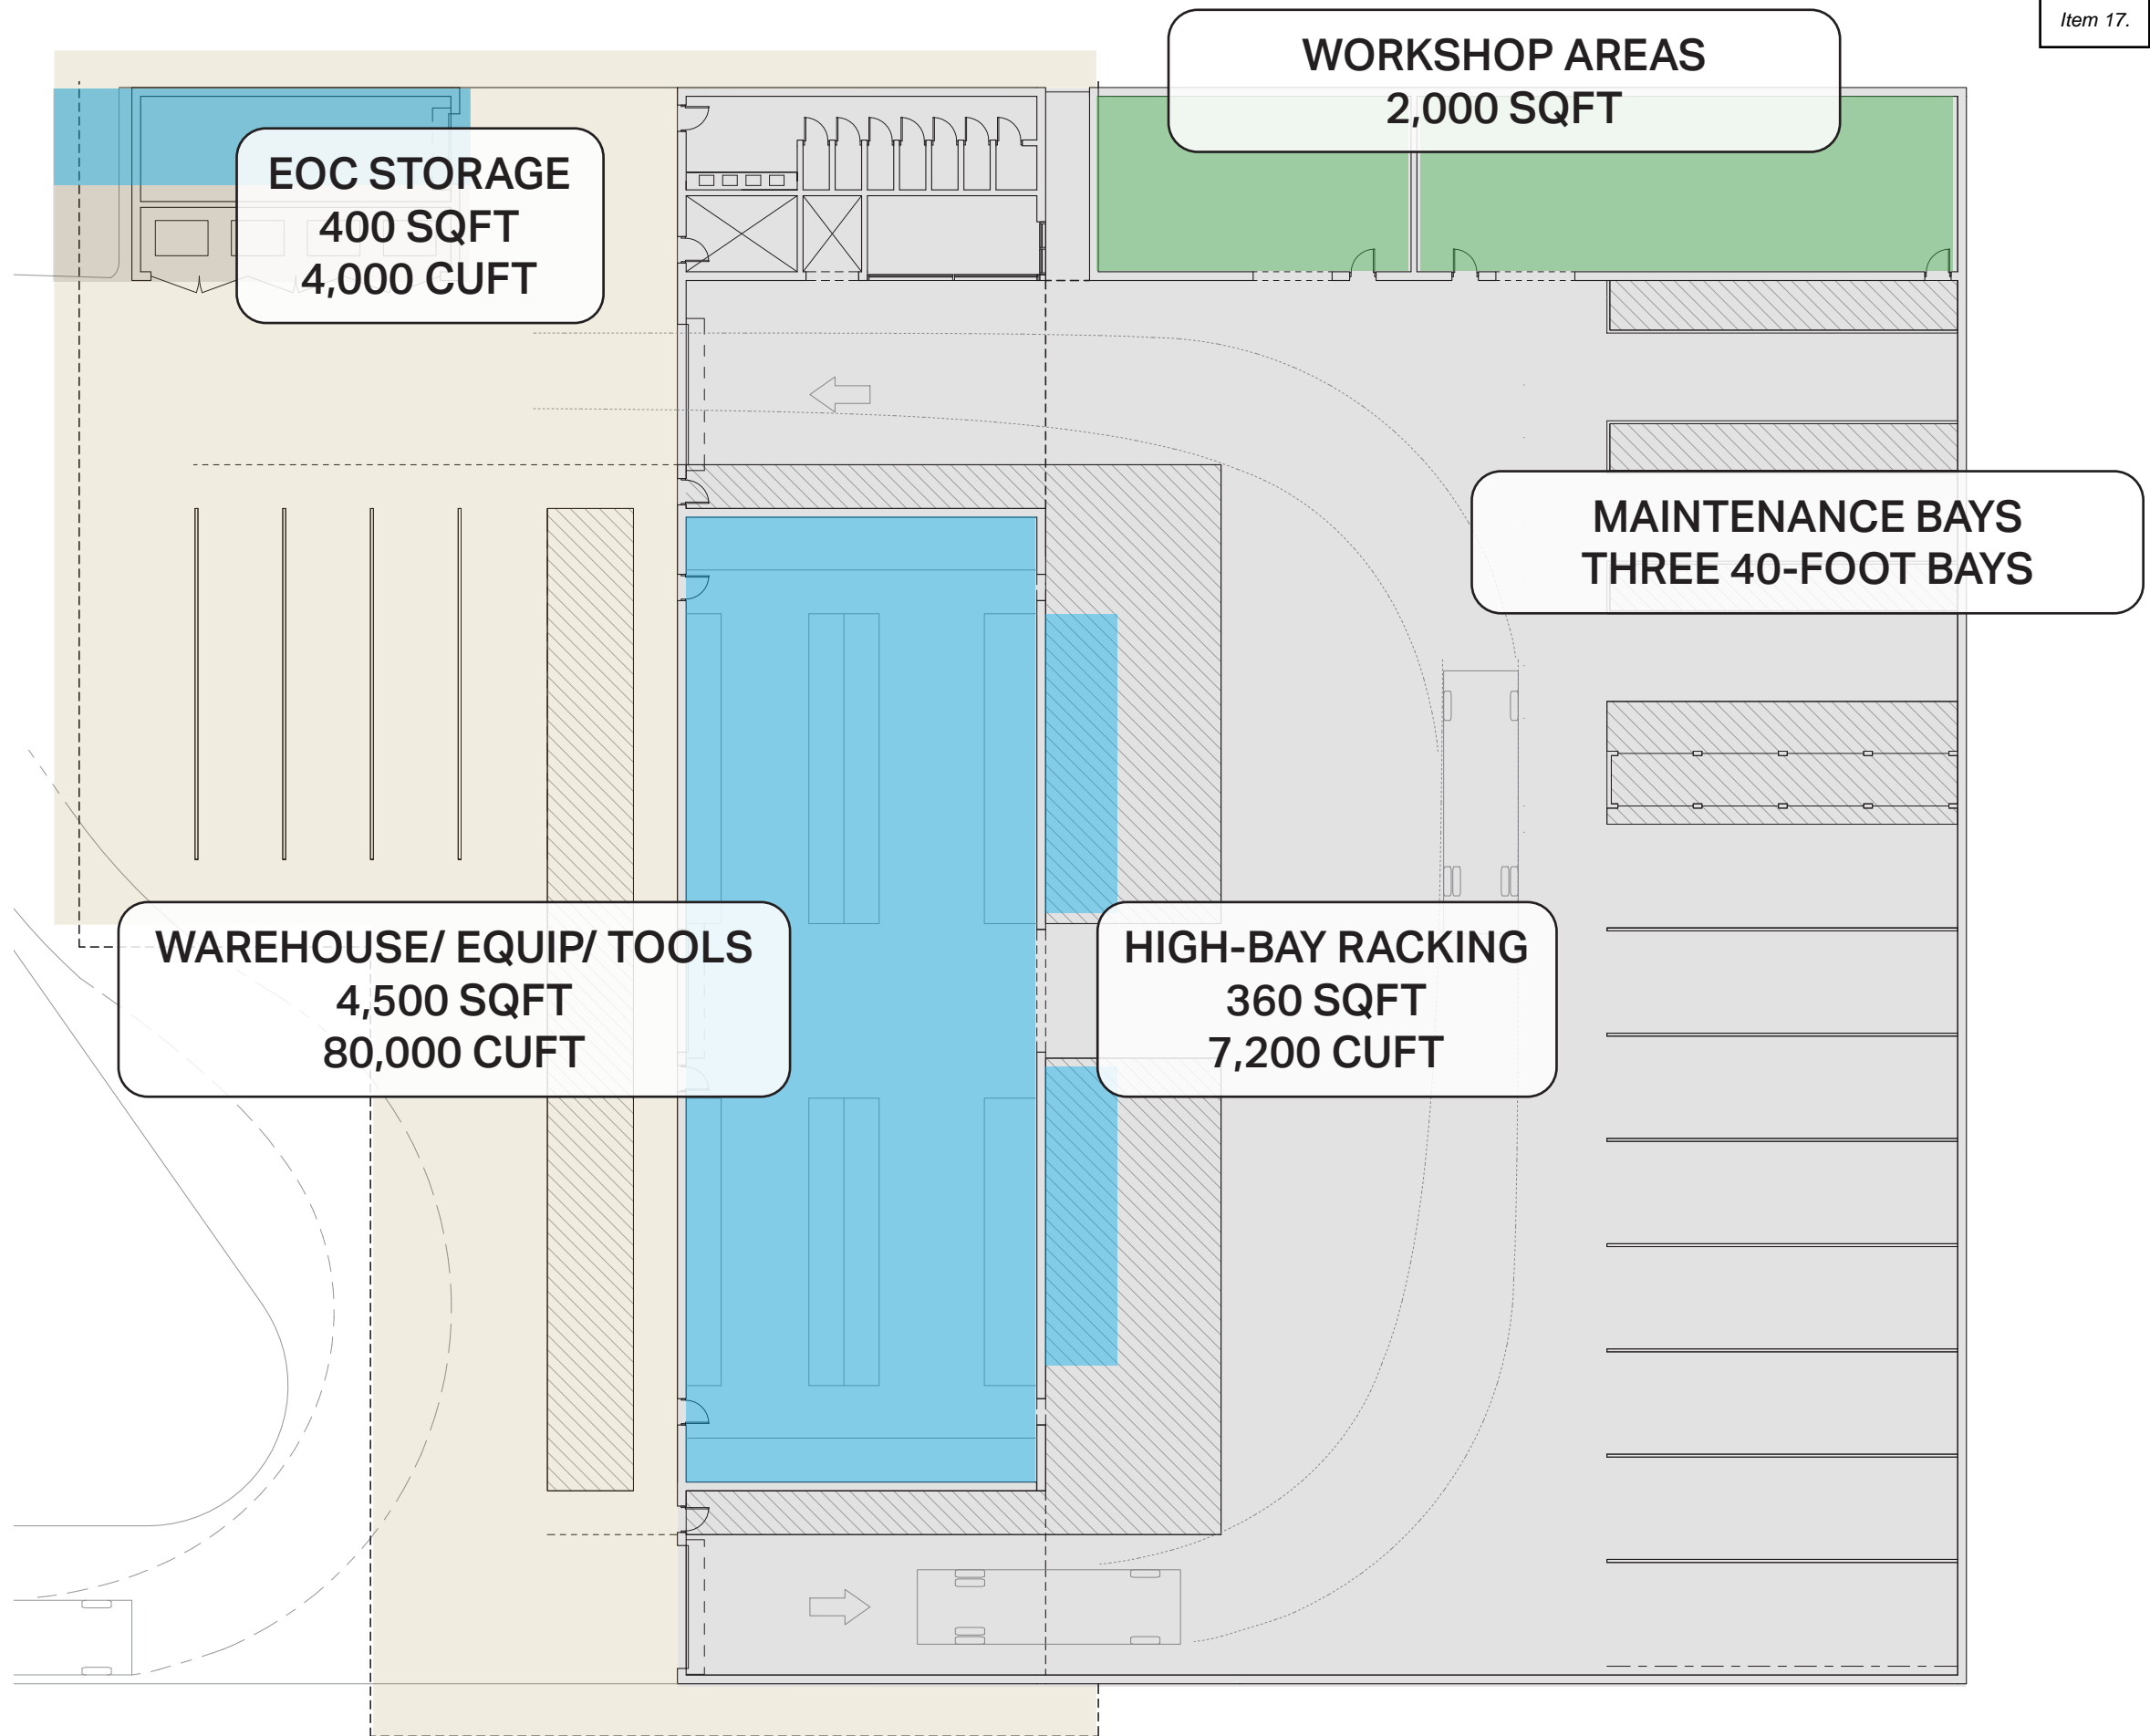 Item 17.
WORKSHOP AREAS
2,000 SQFT
EOC STORAGE
400 SQFT
4,000 CUFT
MAINTENANCE BAYS
THREE 40-FOOT BAYS
WAREHOUSE/ EQUIP/ TOOLS
4,500 SQFT
80,000 CUFT
HIGH-BAY RACKING
360 SQFT
7,200 CUFT